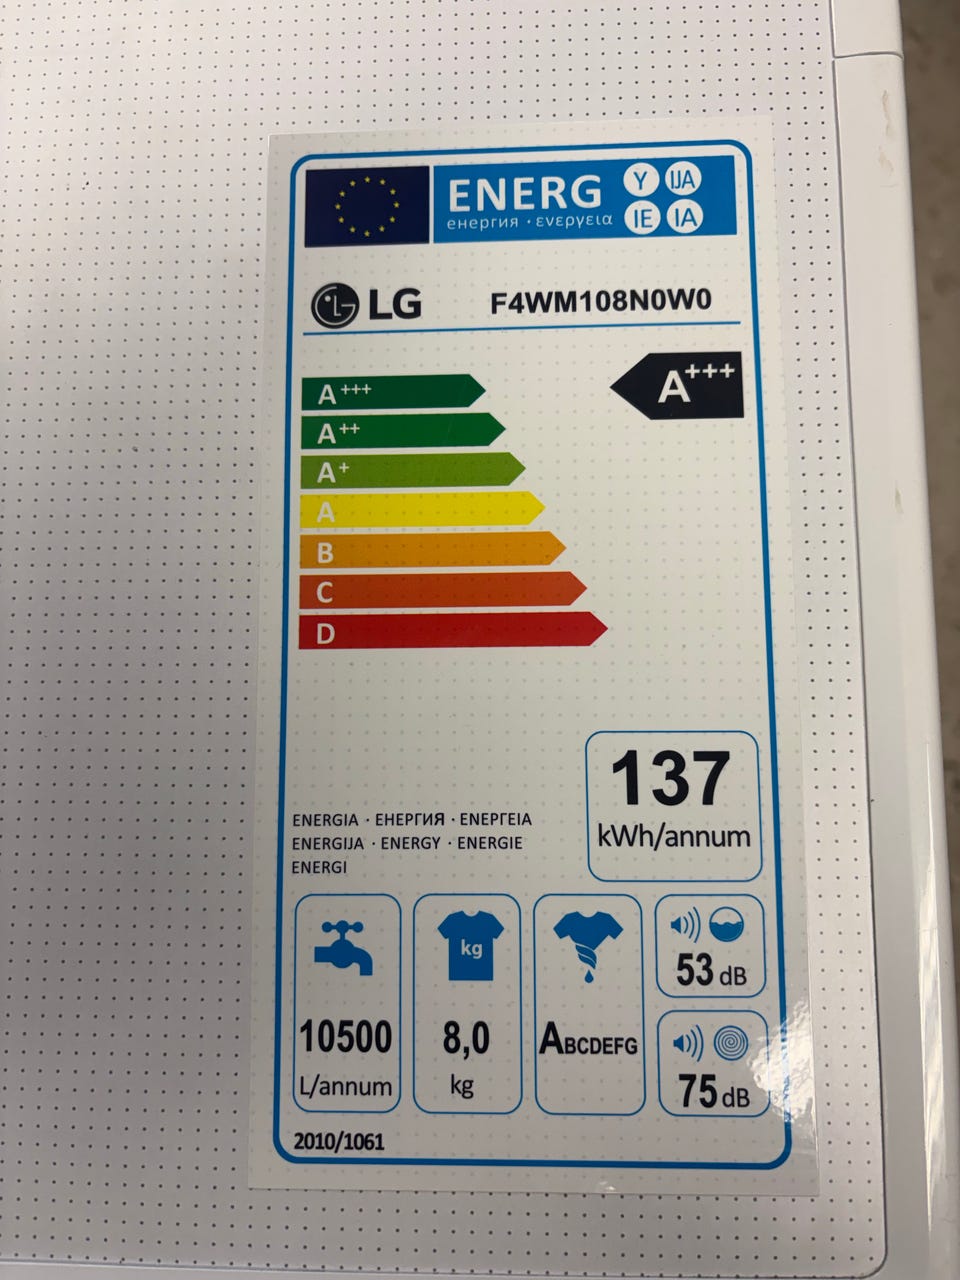 ENERG Y IJA
енергия · ενεργεια IE IA
LG F4WM108N0W0
A+++ A+++
A++
A+
A
B
C
D
137
kWh/annum
ENERGIA · ЕНЕРГИЯ · ΕΝΕΡΓΕΙΑ
ENERGIJA · ENERGY · ENERGIE
ENERGI
kg
53 dB
10500
L/annum
8,0
kg
ABCDEFG
75 dB
2010/1061